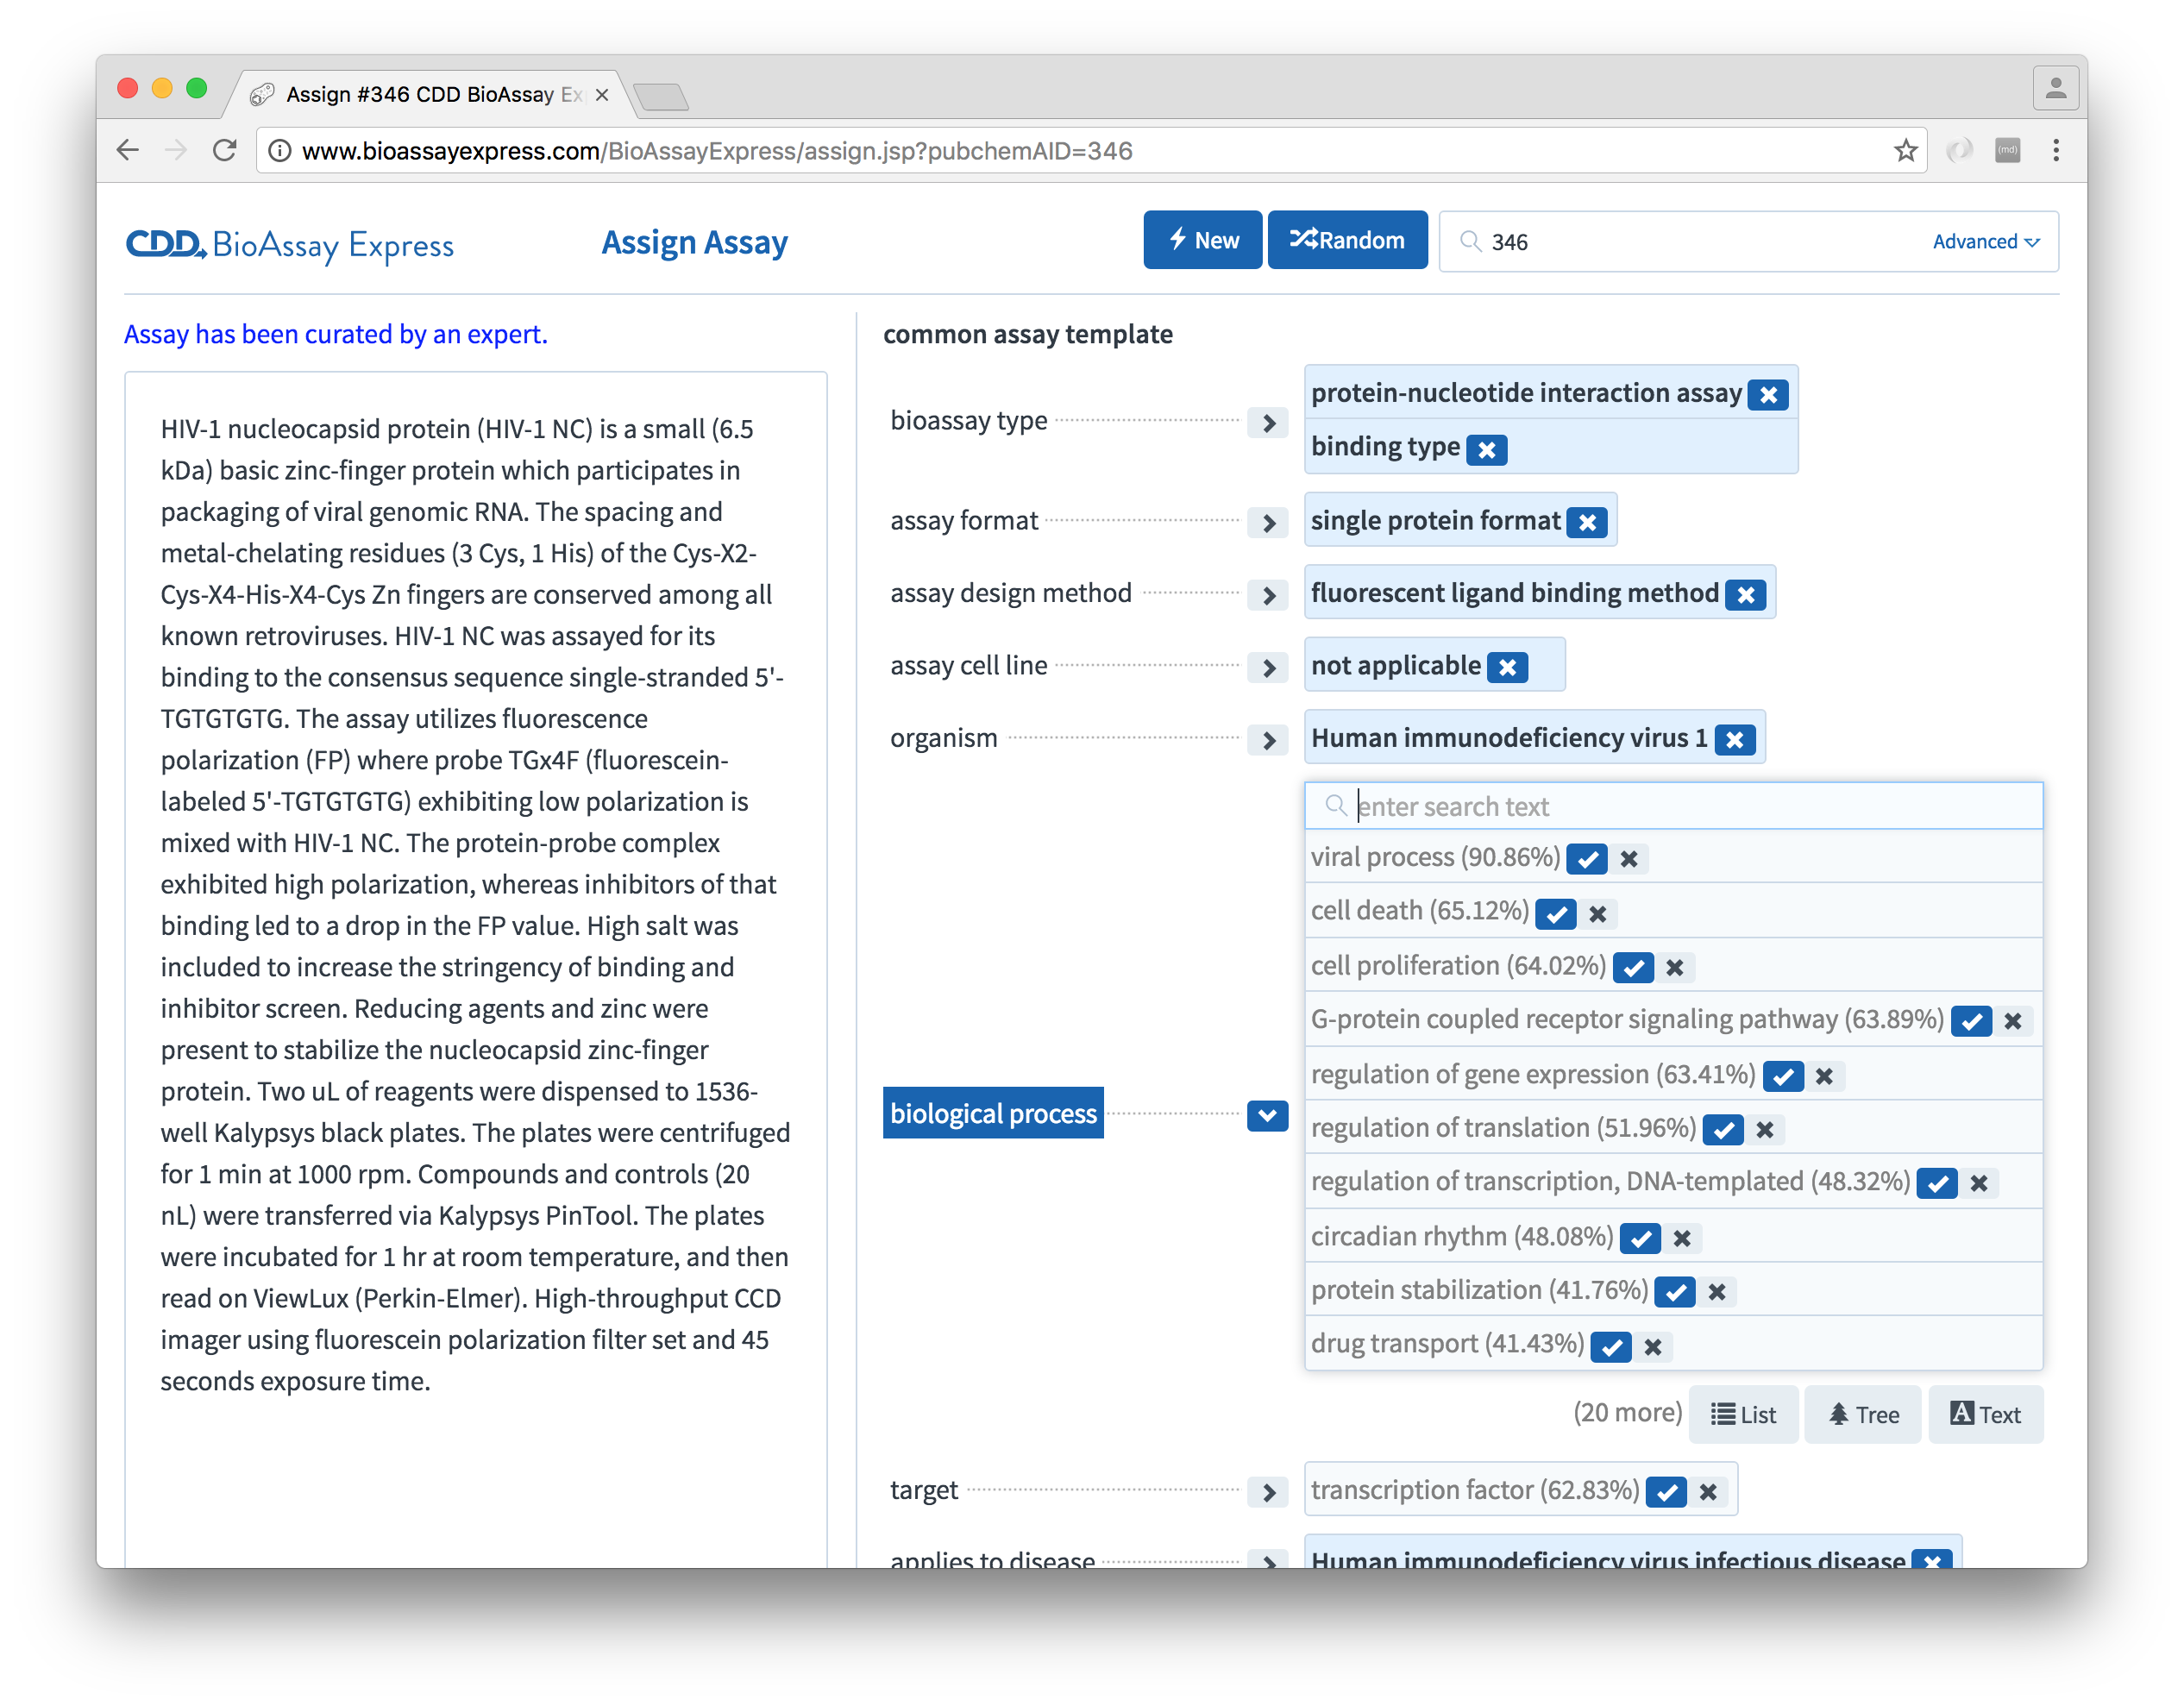 Assign #346 CDD BioAssay Ex
www.bioassayexpress.com/BioAssayExpress/assign.jsp?pubchemAID=346
(md)
CDD BioAssay Express
Assign Assay
New
Random
346
Advanced
Assay has been curated by an expert.
HIV-1 nucleocapsid protein (HIV-1 NC) is a small (6.5
kDa) basic zinc-finger protein which participates in
packaging of viral genomic RNA. The spacing and
metal-chelating residues (3 Cys, 1 His) of the Cys-X2-
Cys-X4-His-X4-Cys Zn fingers are conserved among all
known retroviruses. HIV-1 NC was assayed for its
binding to the consensus sequence single-stranded 5'-
TGTGTGTG. The assay utilizes fluorescence
polarization (FP) where probe TGx4F (fluorescein-
labeled 5'-TGTGTGTG) exhibiting low polarization is
mixed with HIV-1 NC. The protein-probe complex
exhibited high polarization, whereas inhibitors of that
binding led to a drop in the FP value. High salt was
included to increase the stringency of binding and
inhibitor screen. Reducing agents and zinc were
present to stabilize the nucleocapsid zinc-finger
protein. Two uL of reagents were dispensed to 1536-
well Kalypsys black plates. The plates were centrifuged
for 1 min at 1000 rpm. Compounds and controls (20
nL) were transferred via Kalypsys PinTool. The plates
were incubated for 1 hr at room temperature, and then
read on ViewLux (Perkin-Elmer). High-throughput CCD
imager using fluorescein polarization filter set and 45
seconds exposure time.
common assay template
bioassay type
protein-nucleotide interaction assay
binding type
assay format
single protein format
assay design method
fluorescent ligand binding method
assay cell line
not applicable
organism
Human immunodeficiency virus 1
biological process
enter search text
viral process (90.86%)
cell death (65.12%)
cell proliferation (64.02%)
G-protein coupled receptor signaling pathway (63.89%)
regulation of gene expression (63.41%)
regulation of translation (51.96%)
regulation of transcription, DNA-templated (48.32%)
circadian rhythm (48.08%)
protein stabilization (41.76%)
drug transport (41.43%)
(20 more)
List
Tree
A Text
target
transcription factor (62.83%)
applies to disease
Human immunodeficiency virus infectious disease